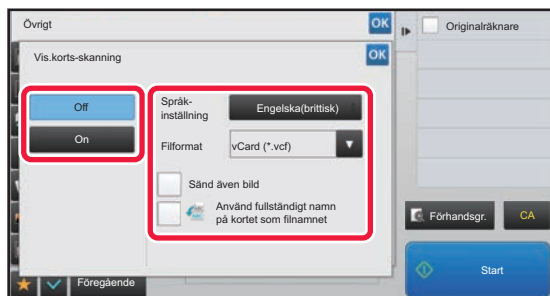 Övrigt
OK
Originalräknare
Vis.korts-skanning
OK
Off
On
Språk-
inställning
Engelska(brittisk)
Filformat
vCard (*.vcf)
Sänd även bild
Använd fullständigt namn
på kortet som filnamnet
Förhandsgr.
CA
Föregående
Start